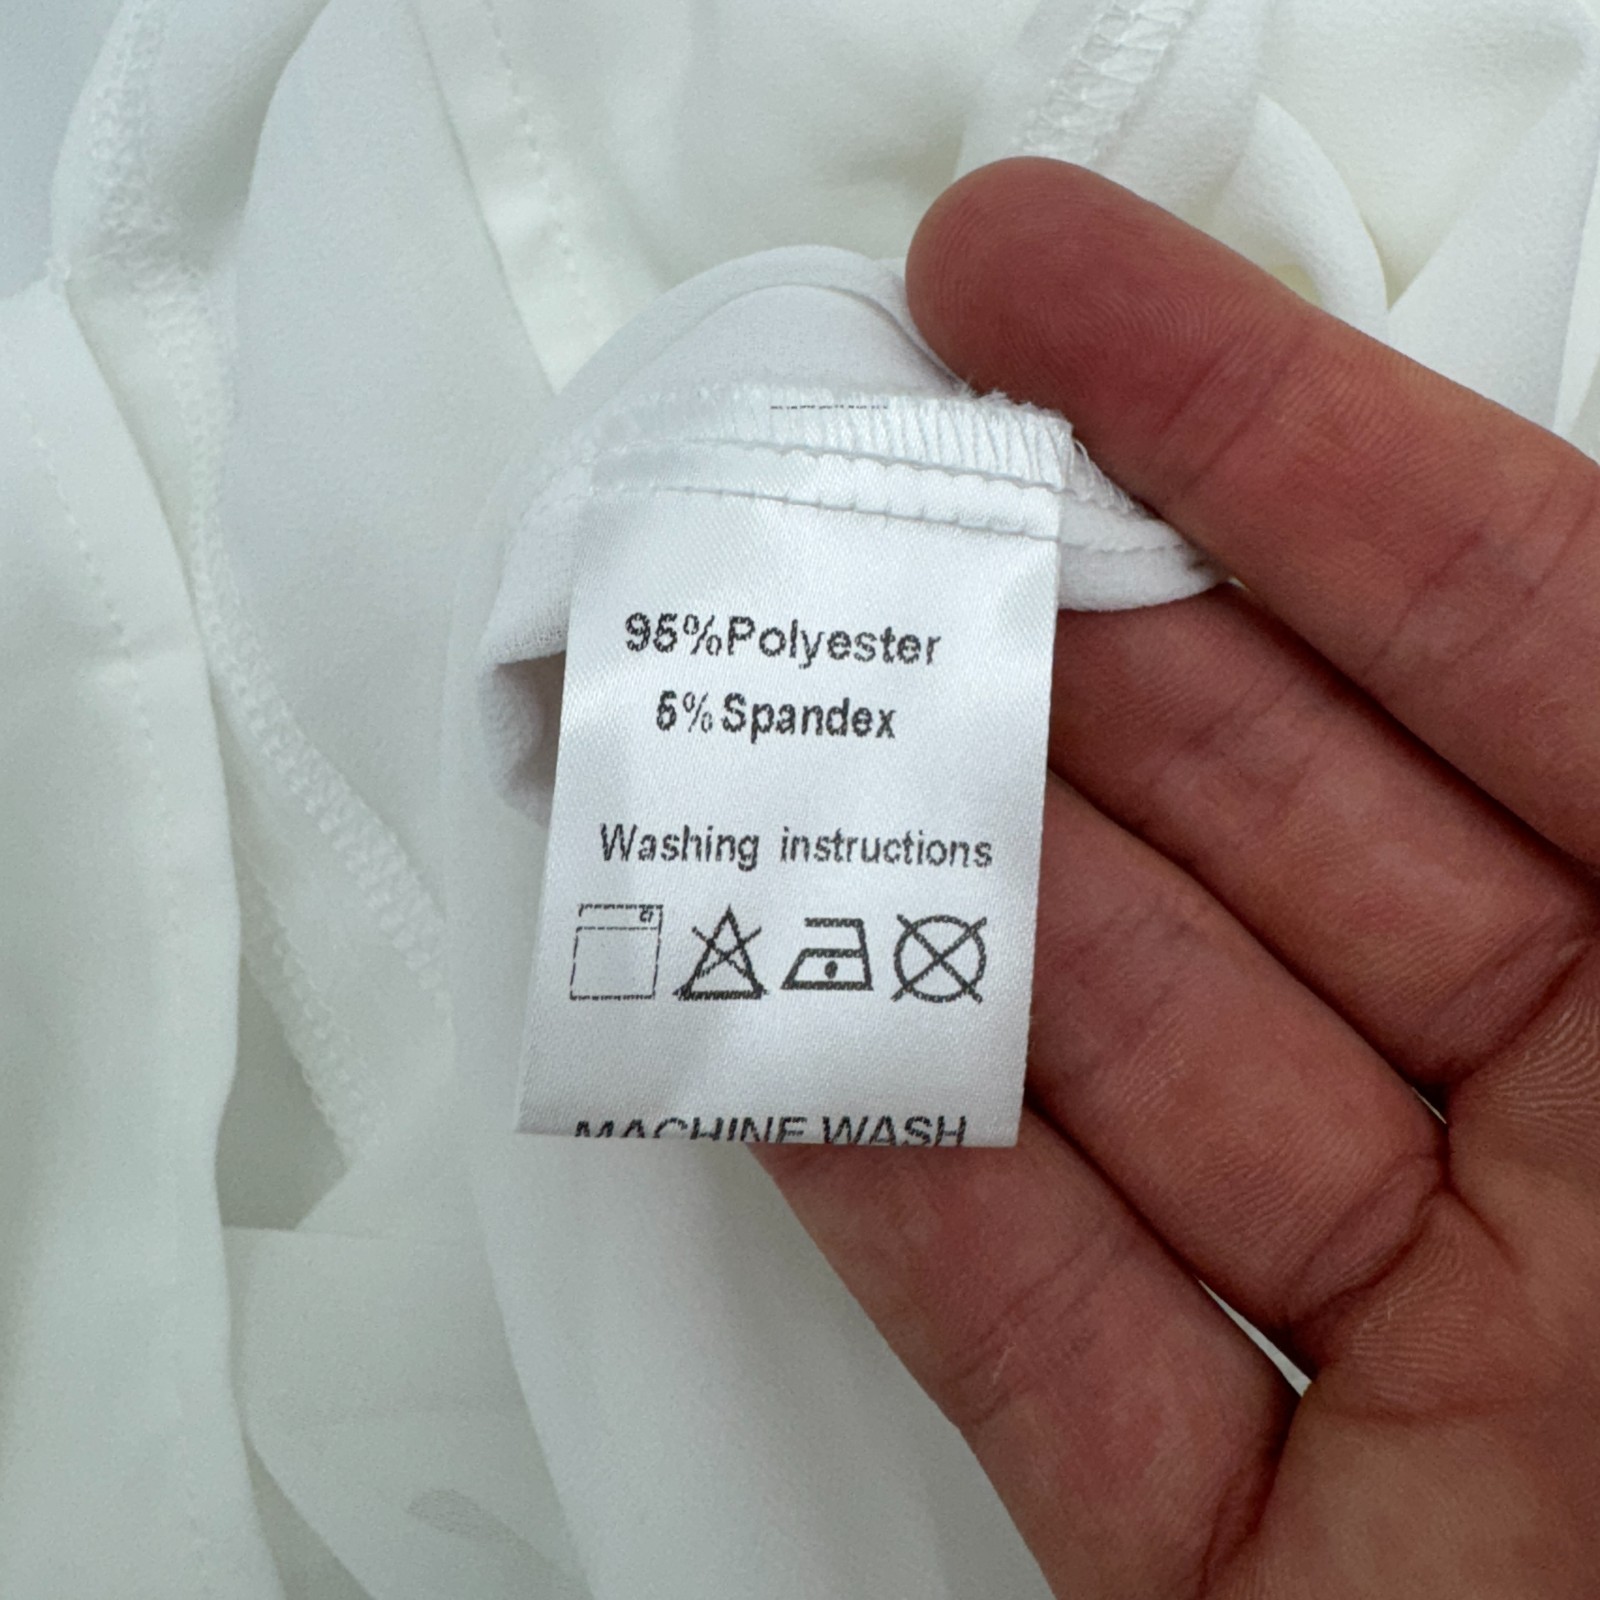 95%Polyester
5%Spandex
Washing instructions
MACHINE WASH